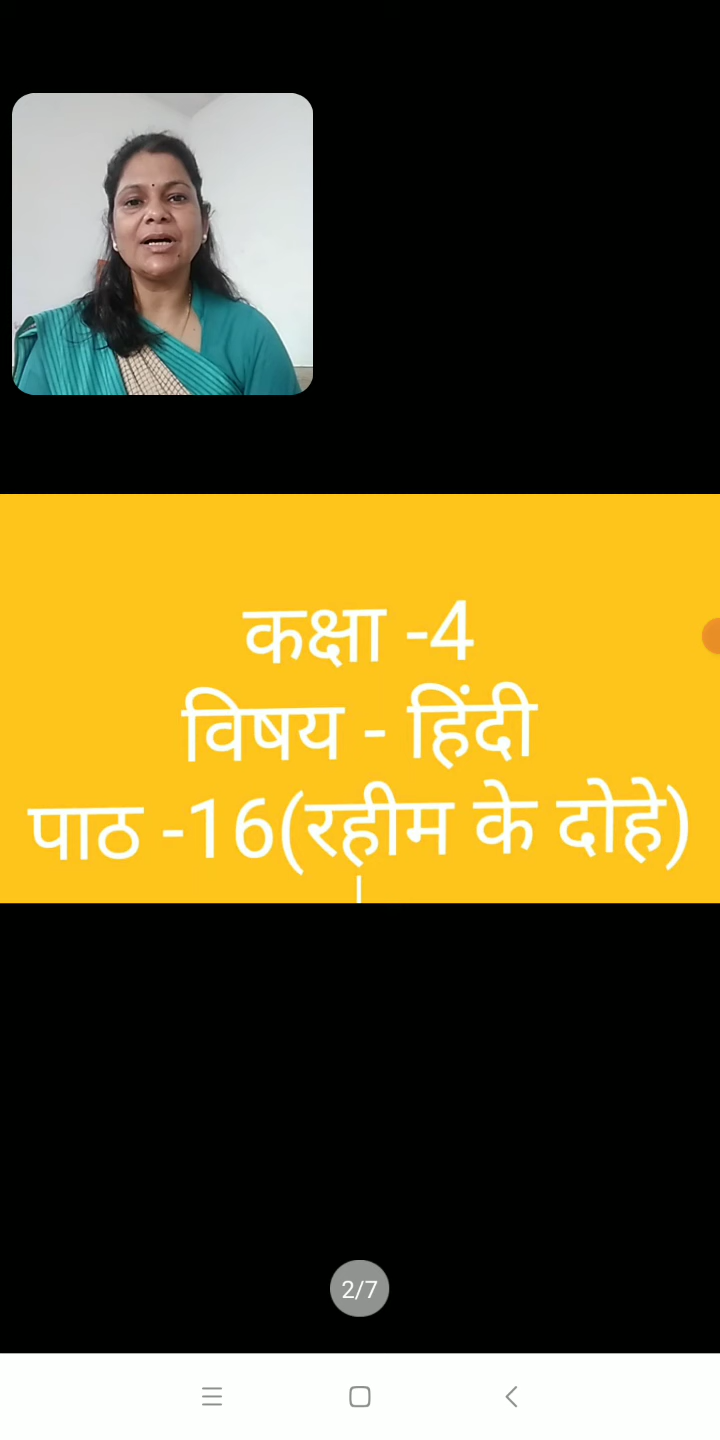 कक्षा -4
विषय - हिंदी
पाठ -16(रहीम के दोहे)
2/7